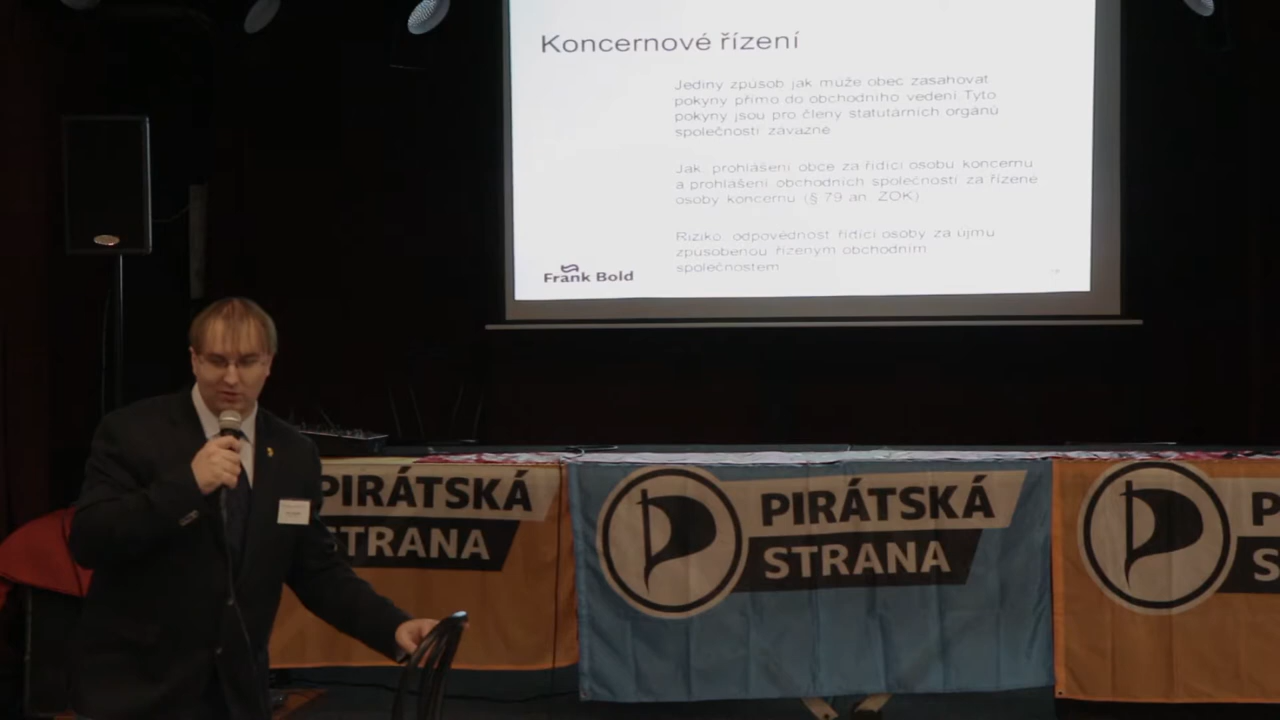 Koncernové řízení
Jediný způsob jak může obec zasahovat
pokyny přímo do obchodního vedení. Tyto
pokyny jsou pro členy statutárních orgánů
společnosti závazné
Jak: prohlášení obce za řídící osobu koncernu
a prohlášení obchodních společností za řízené
osoby koncernu (§ 79 an. ZOK)
Riziko: odpovědnost řídící osoby za újmu
způsobenou řízeným obchodním
společnostem
Frank Bold
PIRÁTSKÁ
STRANA
PIRÁTSKÁ
STRANA
P
S